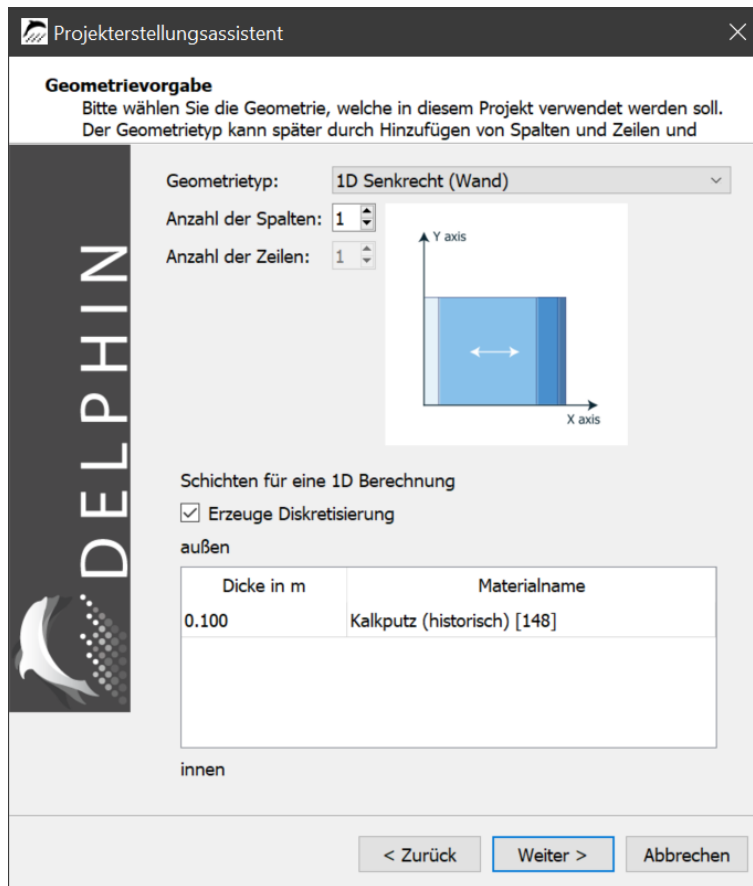 Projekterstellungsassistent
Geometrievorgabe
Bitte wählen Sie die Geometrie, welche in diesem Projekt verwendet werden soll.
Der Geometrietyp kann später durch Hinzufügen von Spalten und Zeilen und
DELPHIN
Geometrietyp: 1D Senkrecht (Wand)
Anzahl der Spalten: 1
Anzahl der Zeilen: 1
Y axis
X axis
Schichten für eine 1D Berechnung
Erzeuge Diskretisierung
außen
Dicke in m Materialname
0.100 Kalkputz (historisch) [148]
innen
< Zurück Weiter > Abbrechen